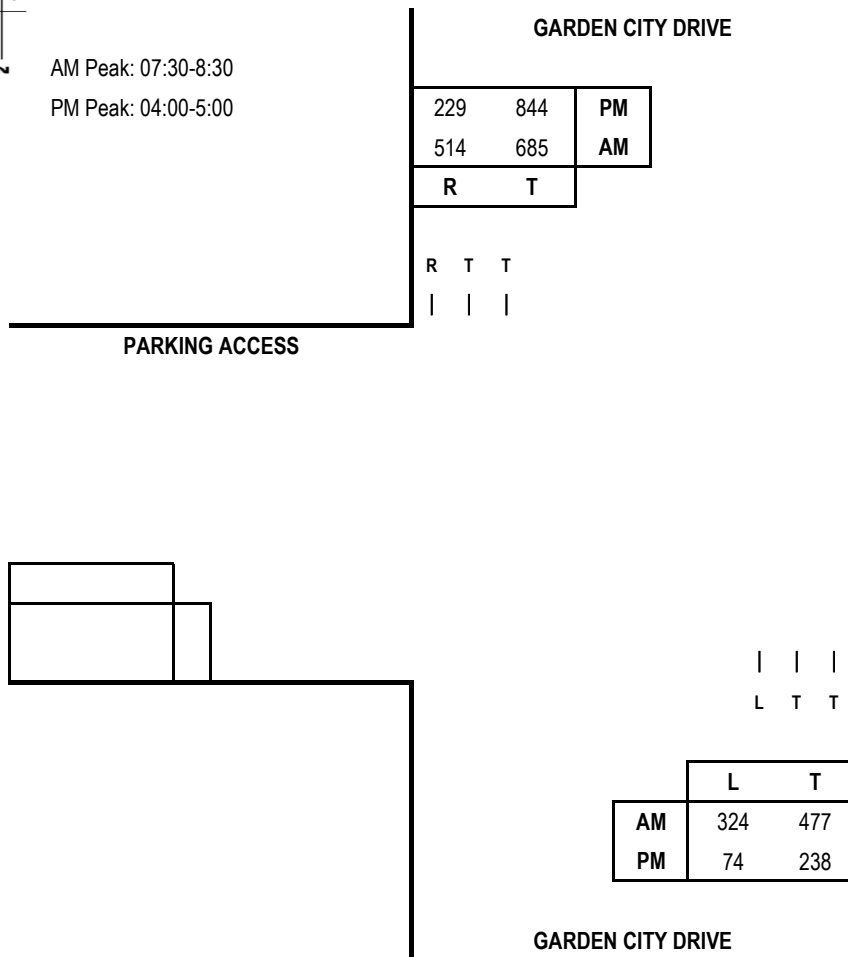 GARDEN CITY DRIVE
AM Peak: 07:30-8:30
PM Peak: 04:00-5:00
229 844 PM
514 685 AM
R T
R T T
PARKING ACCESS
L T T
L T
AM 324 477
PM 74 238
GARDEN CITY DRIVE